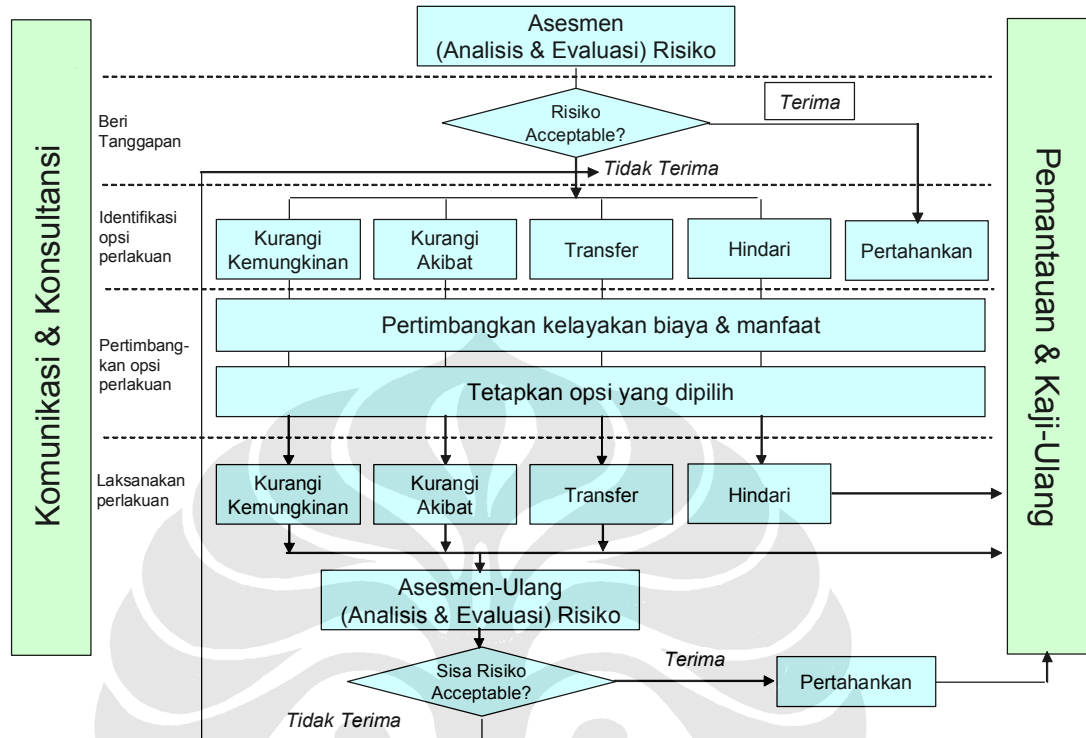 Komunikasi & Konsultansi
Asesmen
(Analisis & Evaluasi) Risiko
Beri
Tanggapan
Risiko
Acceptable?
Terima
Tidak Terima
Identifikasi
opsi
perlakuan
Kurangi
Kemungkinan
Kurangi
Akibat
Transfer
Hindari
Pertahankan
Pertimbang-
kan opsi
perlakuan
Pertimbangkan kelayakan biaya & manfaat
Tetapkan opsi yang dipilih
Laksanakan
perlakuan
Kurangi
Kemungkinan
Kurangi
Akibat
Transfer
Hindari
Asesmen-Ulang
(Analisis & Evaluasi) Risiko
Sisa Risiko
Acceptable?
Terima
Pertahankan
Tidak Terima
Pemantauan & Kaji-Ulang